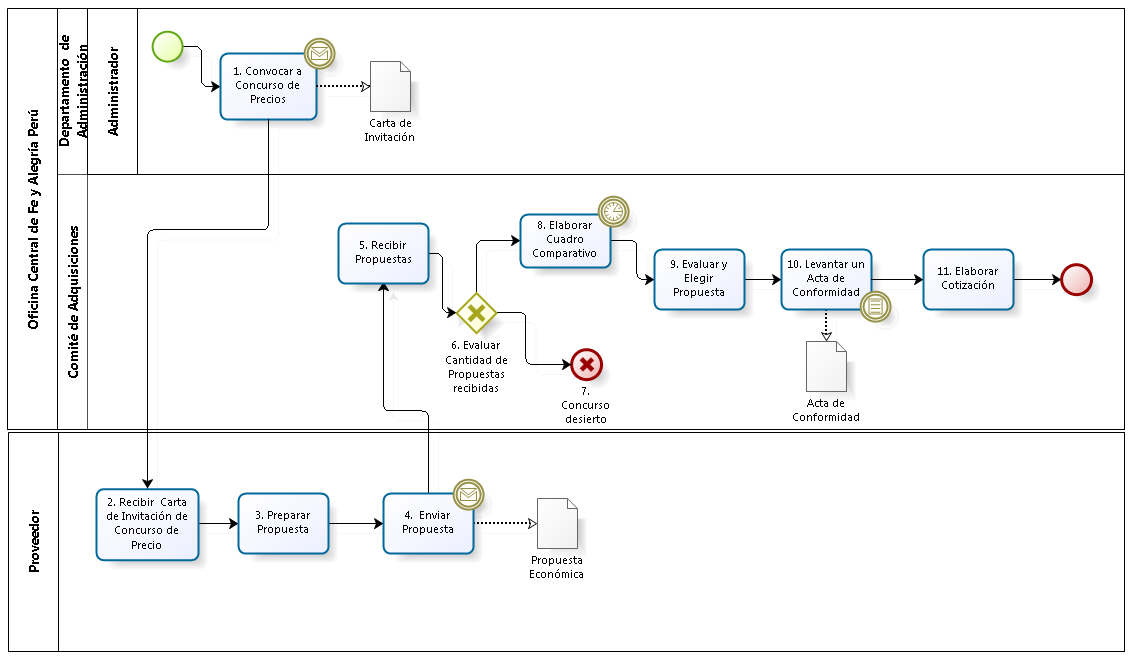 Oficina Central de Fe y Alegría Perú
Departamento de
Administración
Administrador
1. Convocar a
Concurso de
Precios
Carta de
Invitación
Comité de Adquisiciones
5. Recibir
Propuestas
6. Evaluar
Cantidad de
Propuestas
recibidas
7.
Concurso
desierto
8. Elaborar
Cuadro
Comparativo
9. Evaluar y
Elegir
Propuesta
10. Levantar un
Acta de
Conformidad
Acta de
Conformidad
11. Elaborar
Cotización
Proveedor
2. Recibir Carta
de Invitación de
Concurso de
Precio
3. Preparar
Propuesta
4. Enviar
Propuesta
Propuesta
Económica